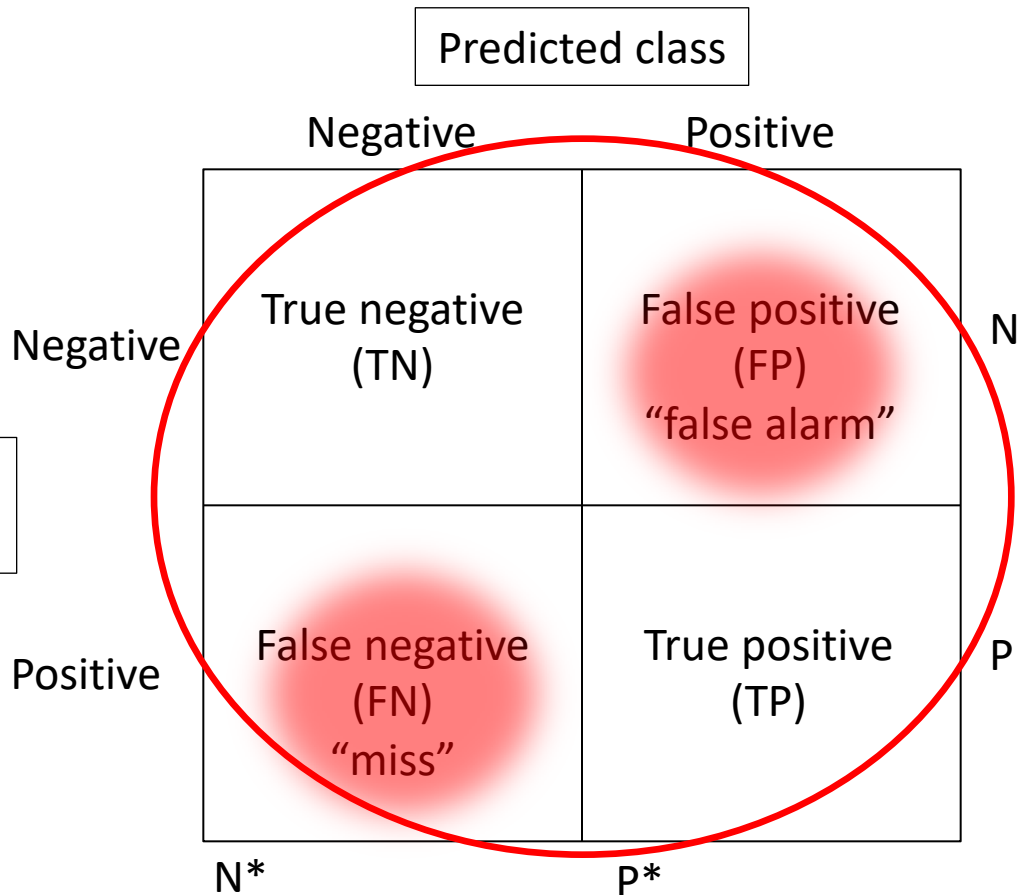 Predicted class
Negative Positive
True negative
(TN)
False positive
(FP)
“false alarm”
Negative
N
False negative
(FN)
“miss”
True positive
(TP)
Positive
P
N* P*